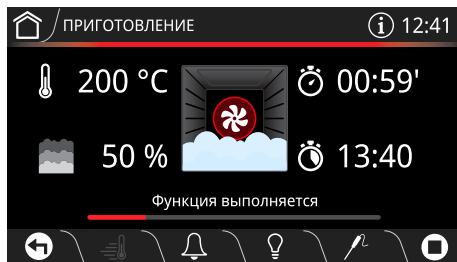 ПРИГОТОВЛЕНИЕ
i 12:41
200 °C
00:59'
50 %
13:40
Функция выполняется